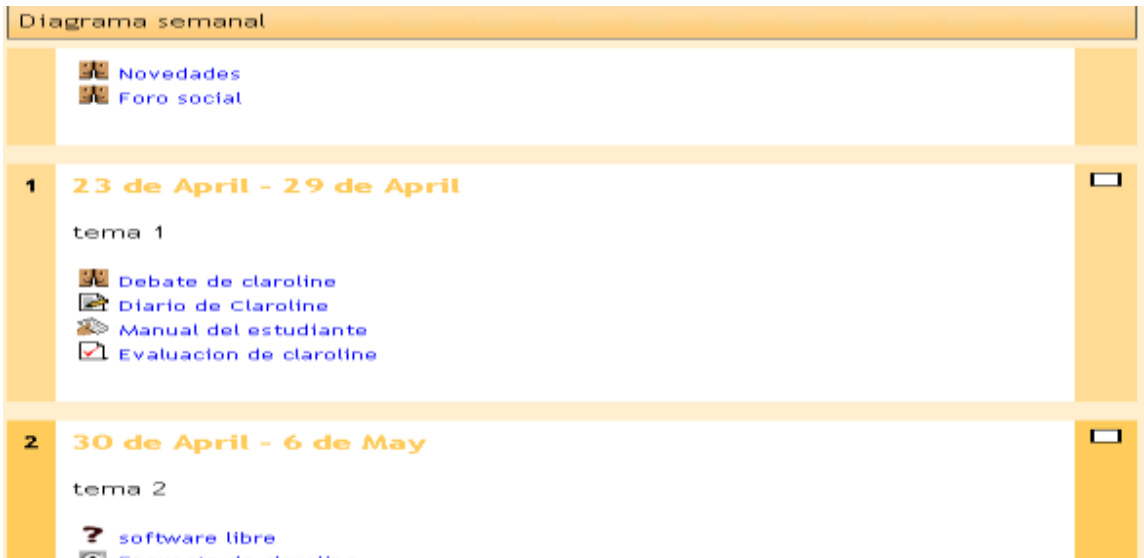 Diagrama semanal
Novedades
Foro social
1 23 de April - 29 de April
tema 1
Debate de claroline
Diario de Claroline
Manual del estudiante
Evaluacion de claroline
2 30 de April - 6 de May
tema 2
software libre